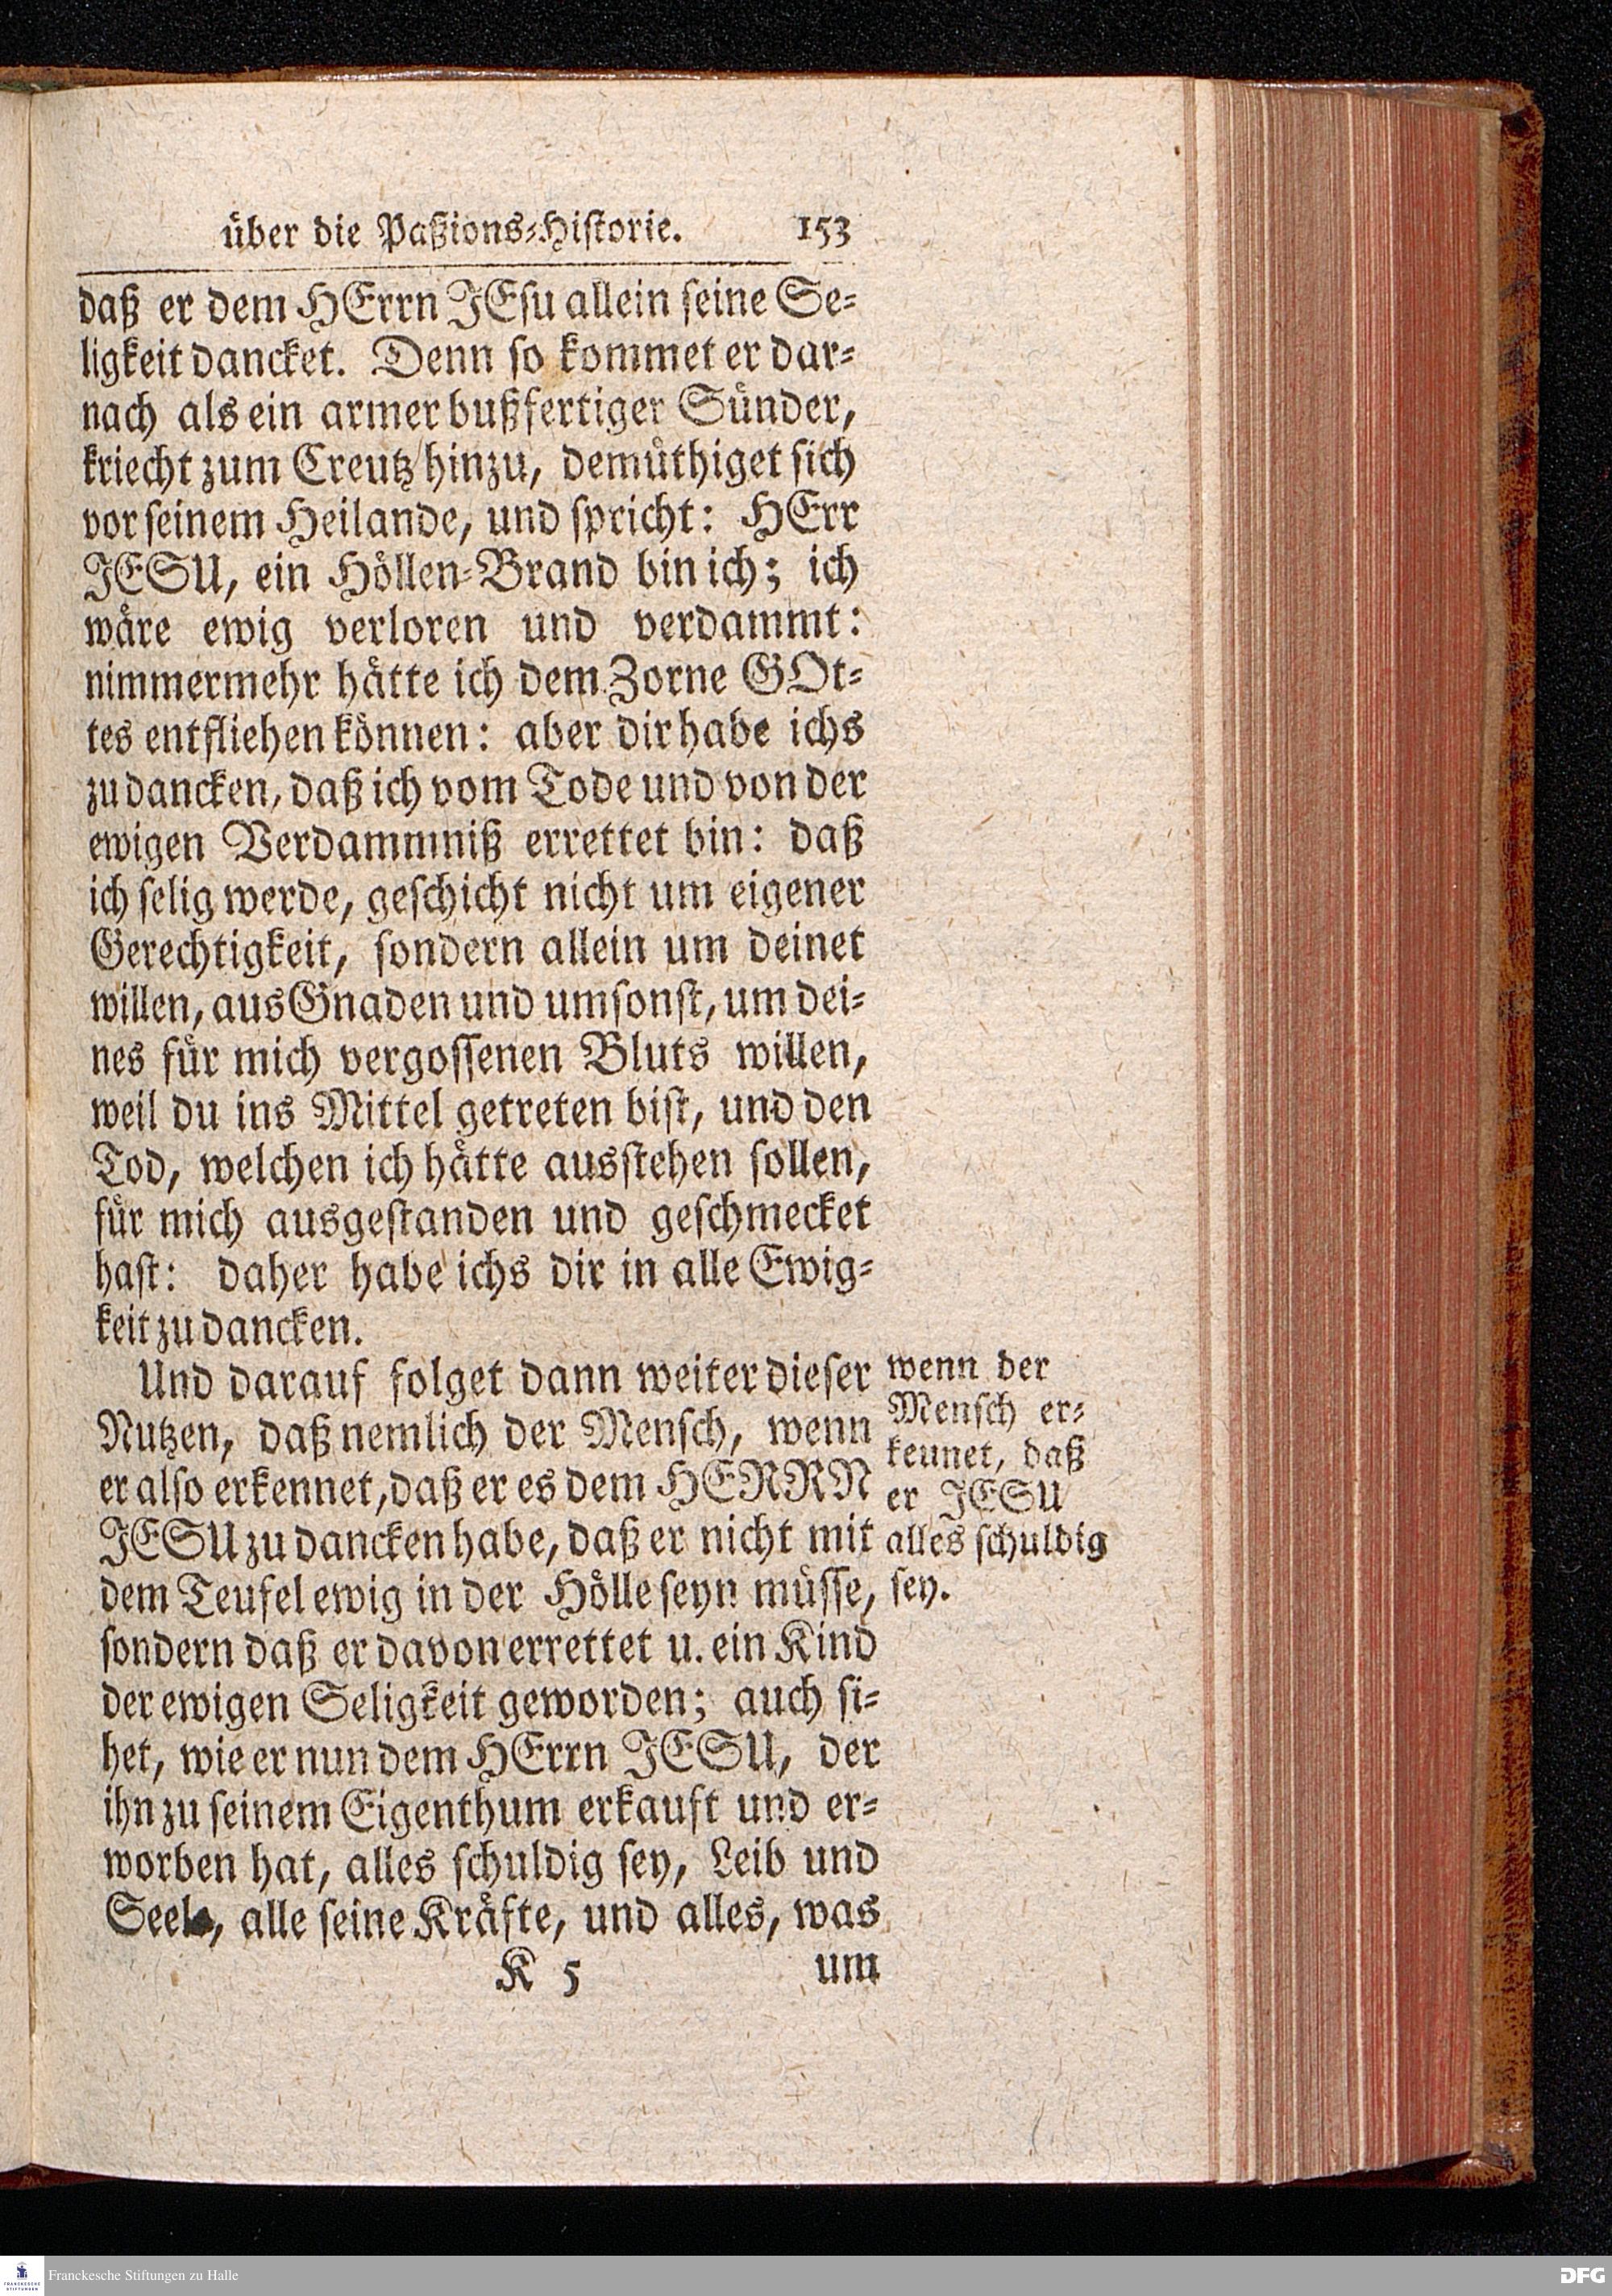 über die Paßions-Historie. 153
daß er dem HErrn JEsu allein seine Se-
ligkeit dancket. Denn so kommet er dar-
nach als ein armer bußfertiger Sünder,
kriecht zum Creutz hinzu, demüthiget sich
vor seinem Heilande, und spricht: HErr
JESU, ein Höllen-Brand bin ich; ich
wäre ewig verloren und verdammt:
nimmermehr hätte ich dem Zorne GOt-
tes entfliehen können: aber dir habe ichs
zu dancken, daß ich vom Tode und von der
ewigen Verdammniß errettet bin: daß
ich selig werde, geschicht nicht um eigener
Gerechtigkeit, sondern allein um deinet
willen, aus Gnaden und umsonst, um dei-
nes für mich vergossenen Bluts willen,
weil du ins Mittel getreten bist, und den
Tod, welchen ich hätte ausstehen sollen,
für mich ausgestanden und geschmecket
hast: daher habe ichs dir in alle Ewig-
keit zu dancken.
Und darauf folget dann weiter dieser
Nutzen, daß nemlich der Mensch, wenn
er also erkennet, daß er es dem HERRN
JESU zu dancken habe, daß er nicht mit
dem Teufel ewig in der Hölle seyn müsse,
sondern daß er davon errettet u. ein Kind
der ewigen Seligkeit geworden; auch si-
het, wie er nun dem HErrn JESU, der
ihn zu seinem Eigenthum erkauft und er-
worben hat, alles schuldig sey, Leib und
Seele, alle seine Kräfte, und alles, was
wenn der
Mensch er-
keunet, daß
er JESU
alles schuldig
sey.
K 5 um
FRANCKESCHE STIFTUNGEN
Franckesche Stiftungen zu Halle
DFG